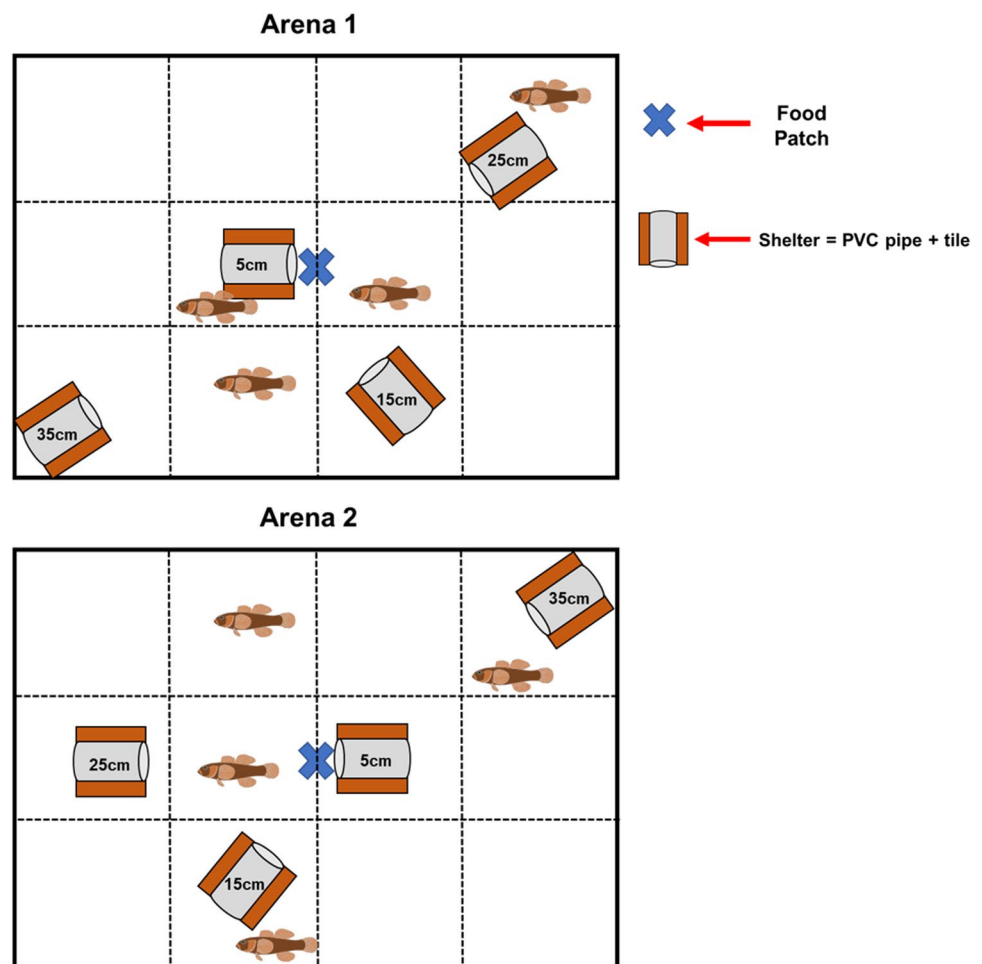 Arena 1
25cm
5cm
15cm
35cm
Food
Patch
Shelter = PVC pipe + tile
Arena 2
35cm
25cm
5cm
15cm